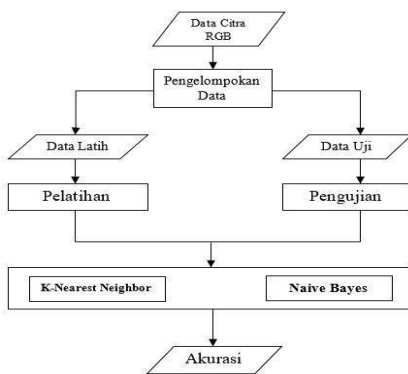 Data Citra
RGB
Pengelompokan
Data
Data Latih
Data Uji
Pelatihan
Pengujian
K-Nearest Neighbor
Naive Bayes
Akurasi